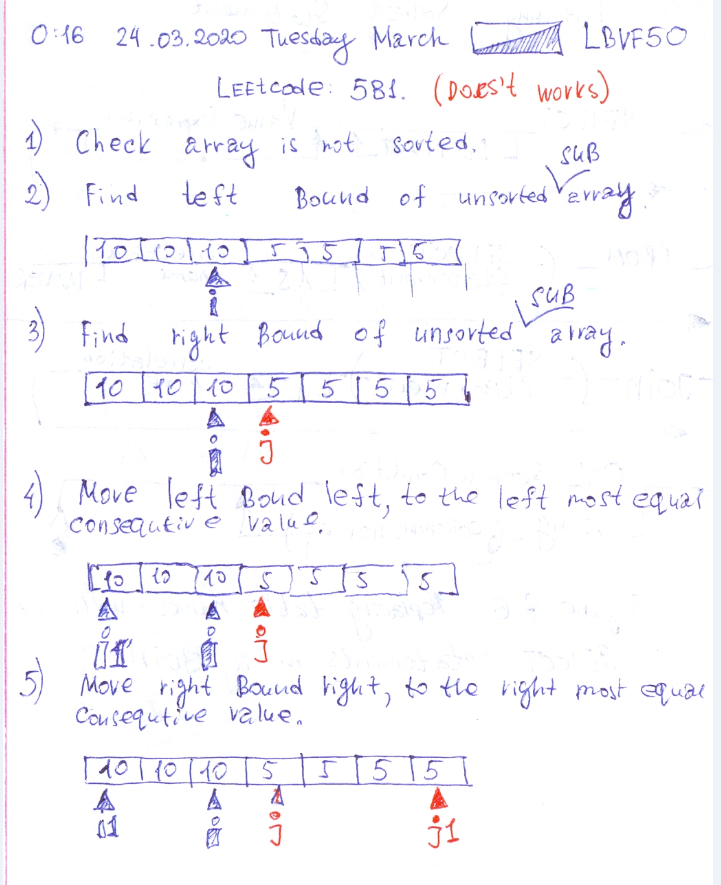 0:16 24.03.2020 Tuesday March LBVF50
LEEtcode: 581. (Does't works)
1) Check array is not sorted.
SUB
2) Find left Bound of unsorted array.
10 10 10 5 5 5 5
i
SUB
3) Find right Bound of unsorted array.
10 10 10 5 5 5 5
i j
4) Move left Boud left, to the left most equal
consequtive value.
10 10 10 5 5 5 5
i1 i j
5) Move right Bound right, to the right most equal
Consequtive value.
10 10 10 5 5 5 5
i1 i j j1